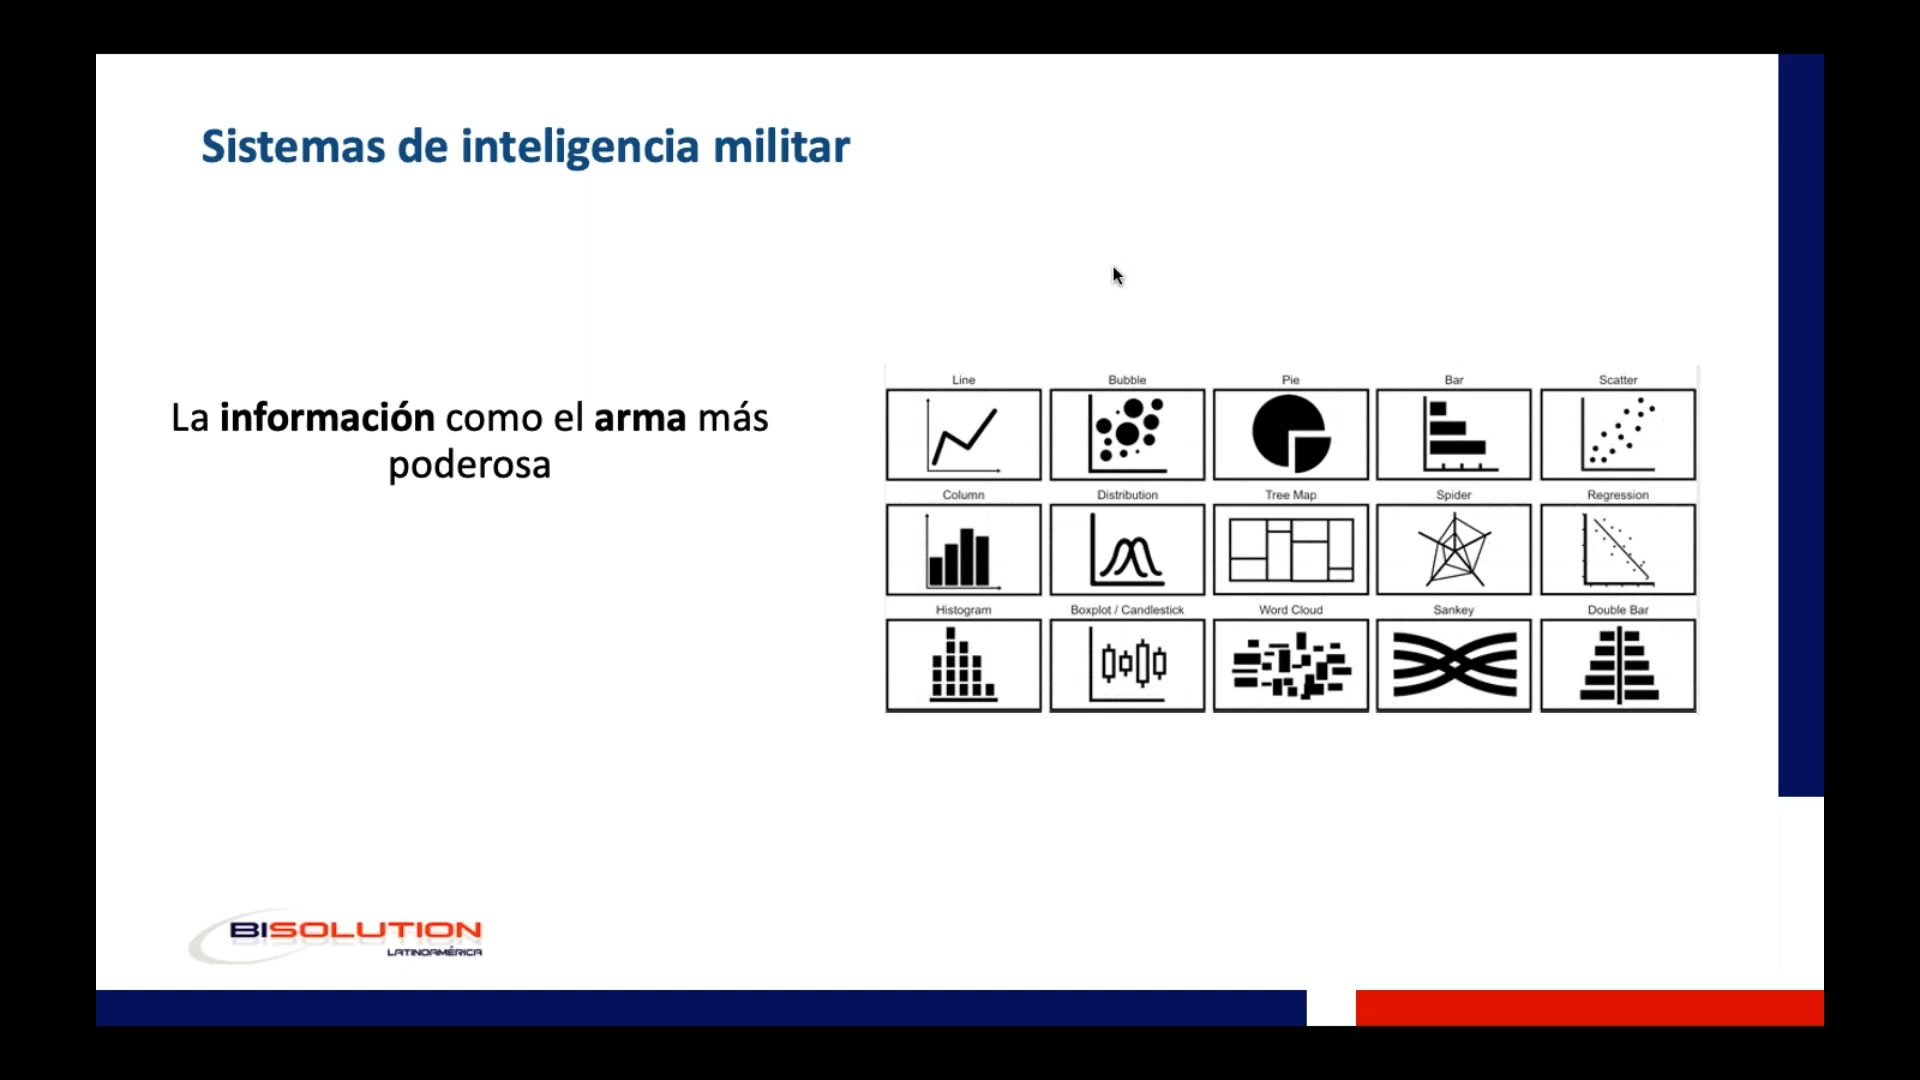 Sistemas de inteligencia militar
La información como el arma más
poderosa
Line Bubble Pie Bar Scatter
Column Distribution Tree Map Spider Regression
Histogram Boxplot / Candlestick Word Cloud Sankey Double Bar
BISOLUTION
LATINOAMÉRICA